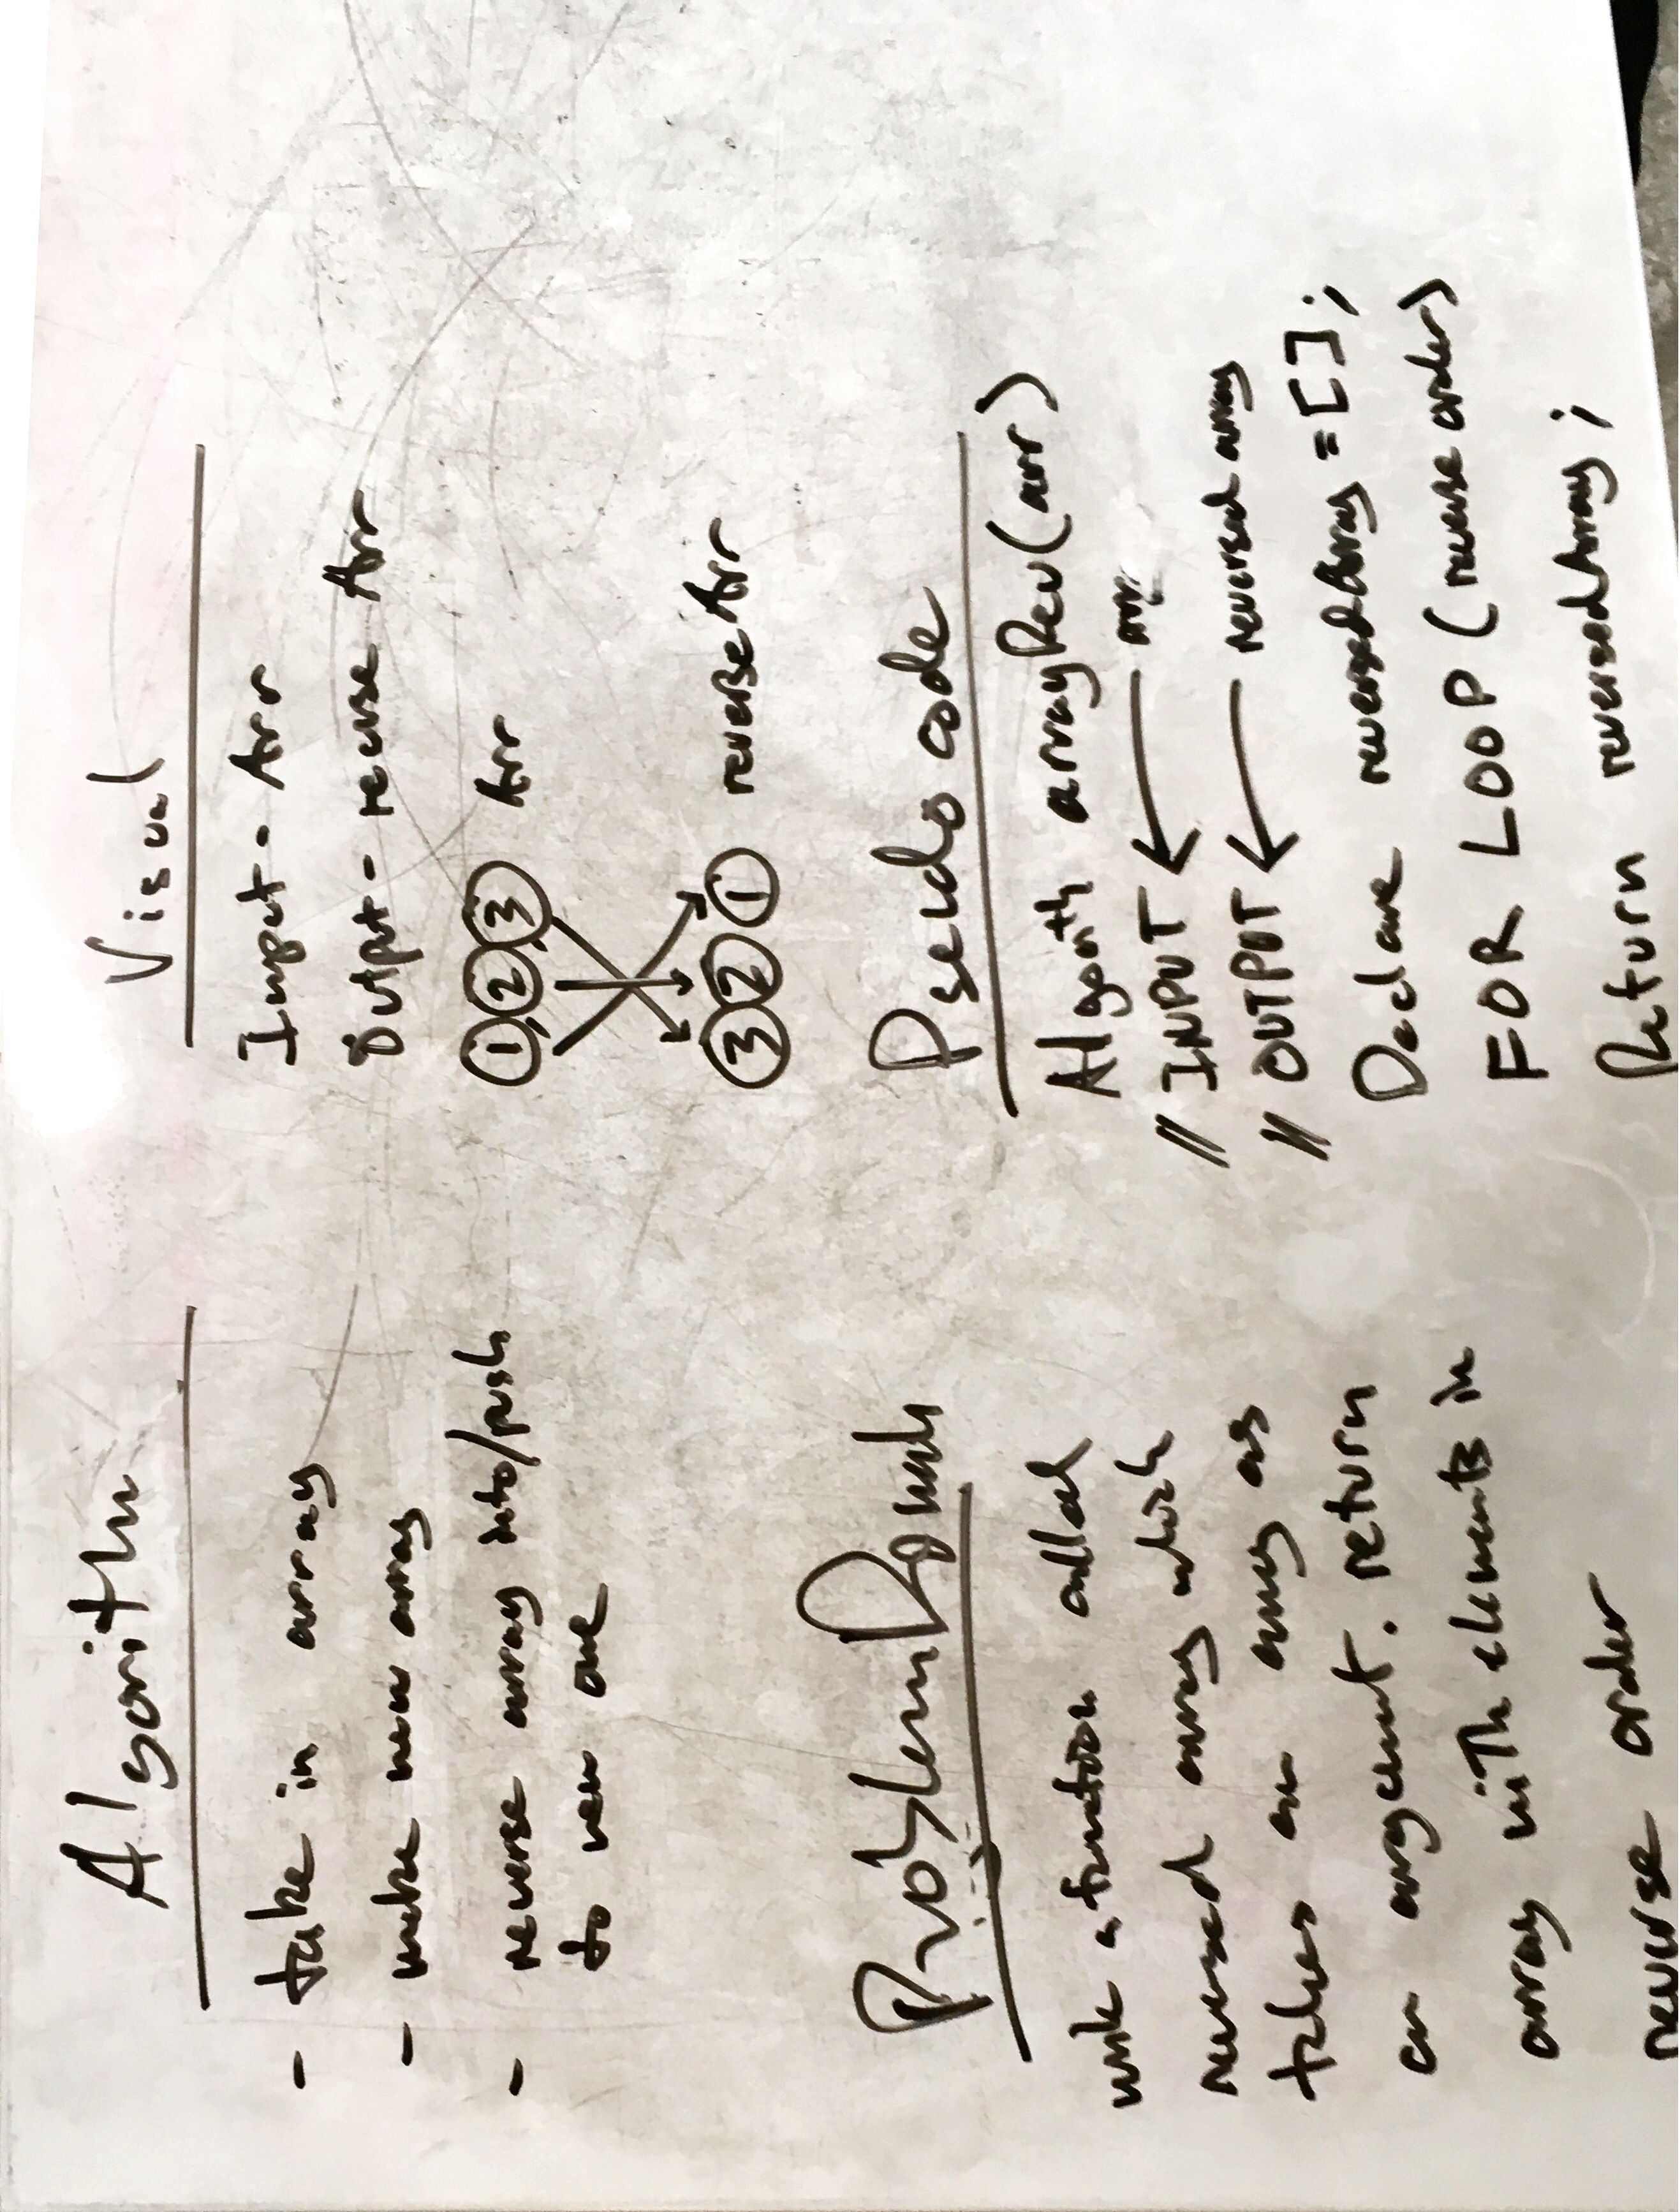 Algorithm
- take in array
- make new array
- reverse array into/push
to new one
Visual
Input - Arr
Output - reverse Arr
1 2 3 Arr
3 2 1 reverse Arr
Problem Domain
write a function called
reversed array which
takes an array as
an argument. return
array with elements in
reverse order
Pseudo code
Algorith arrayRev(arr)
// INPUT ← arr
// OUTPUT ← reversed array
Declare reversedArray = [];
FOR LOOP (reverse order)
Return reversedArray;